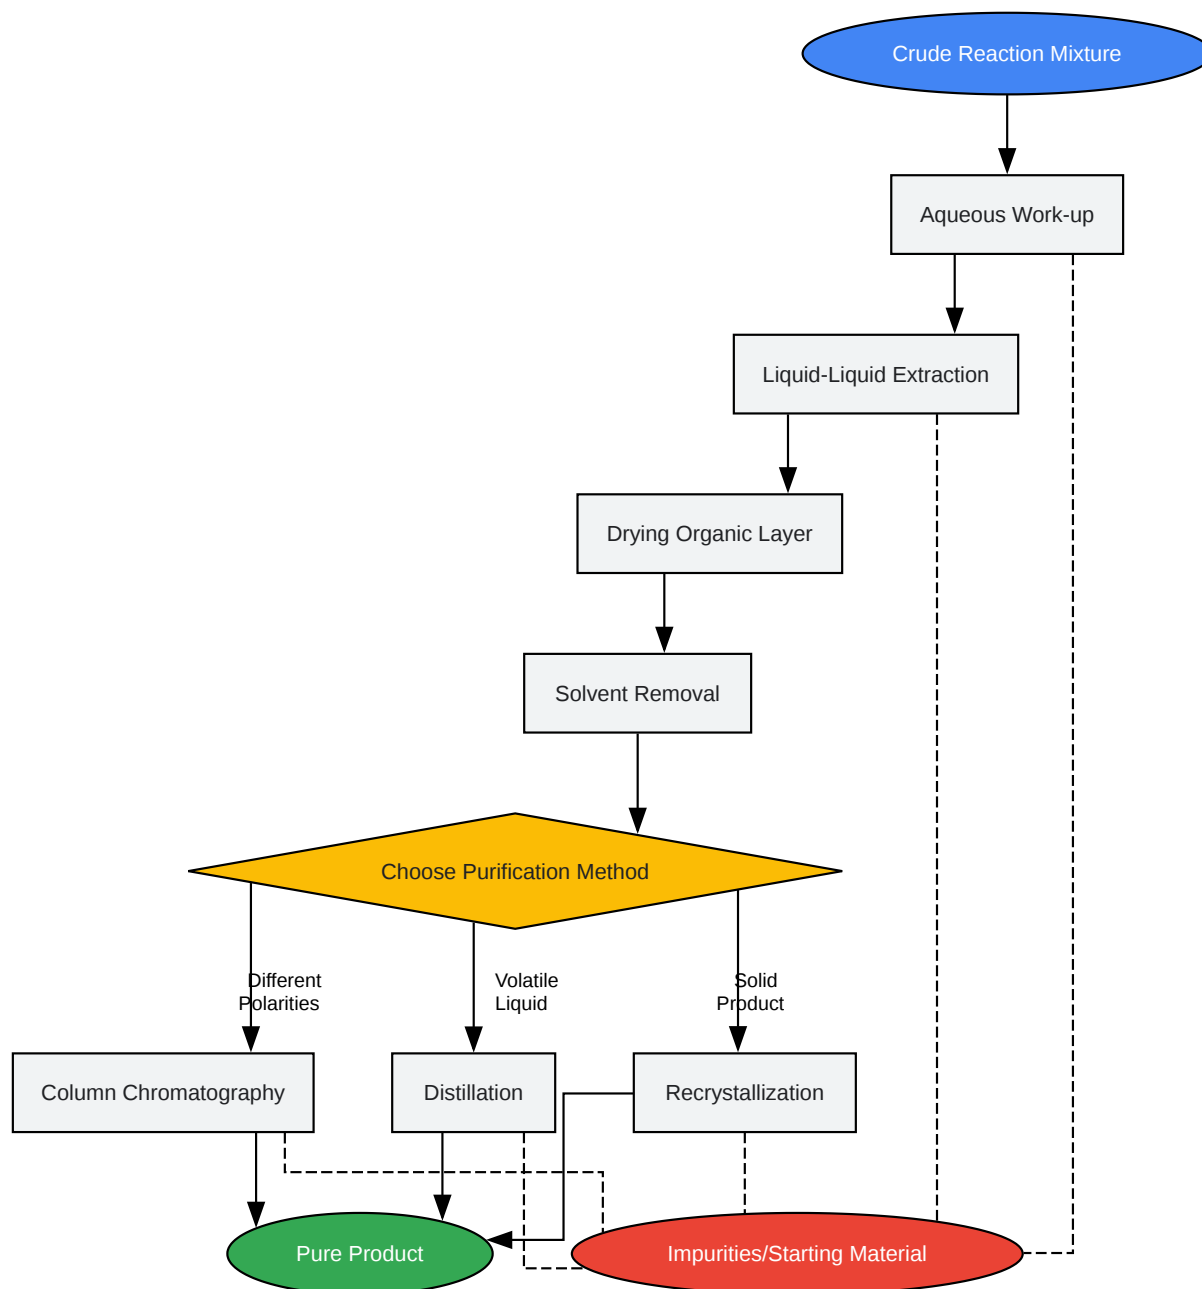 Crude Reaction Mixture
Aqueous Work-up
Liquid-Liquid Extraction
Drying Organic Layer
Solvent Removal
Choose Purification Method
Different
Polarities
Volatile
Liquid
Solid
Product
Column Chromatography
Distillation
Recrystallization
Pure Product
Impurities/Starting Material